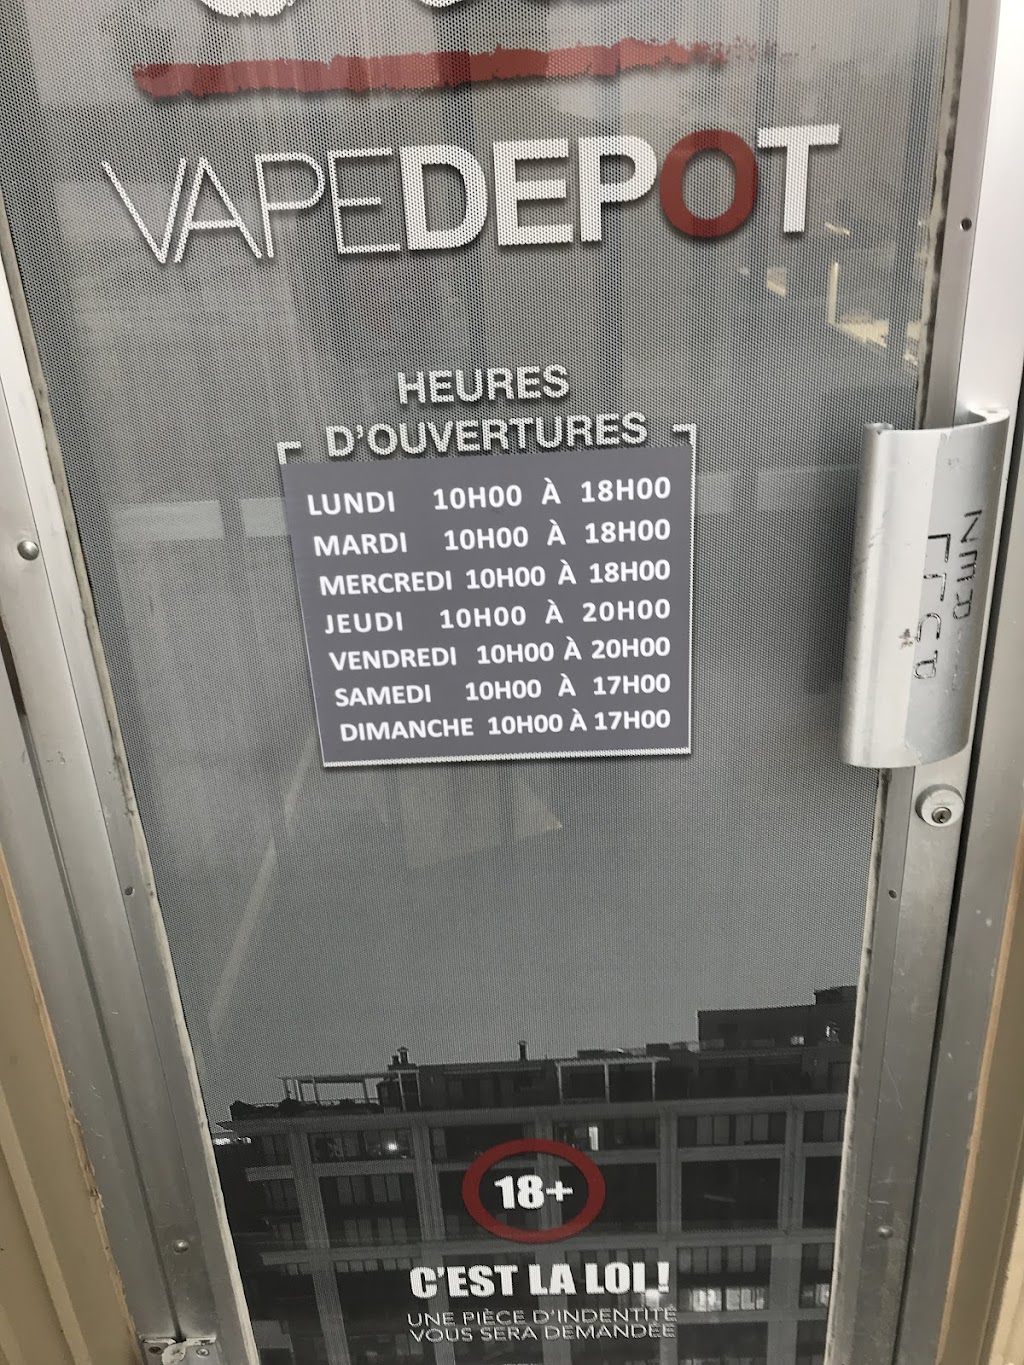 VAPEDEPOT
HEURES
D'OUVERTURES
LUNDI 10H00 À 18H00
MARDI 10H00 À 18H00
MERCREDI 10H00 À 18H00
JEUDI 10H00 À 20H00
VENDREDI 10H00 À 20H00
SAMEDI 10H00 À 17H00
DIMANCHE 10H00 À 17H00
18+
C'EST LA LOI !
UNE PIÈCE D'INDENTITÉ
VOUS SERA DEMANDÉE